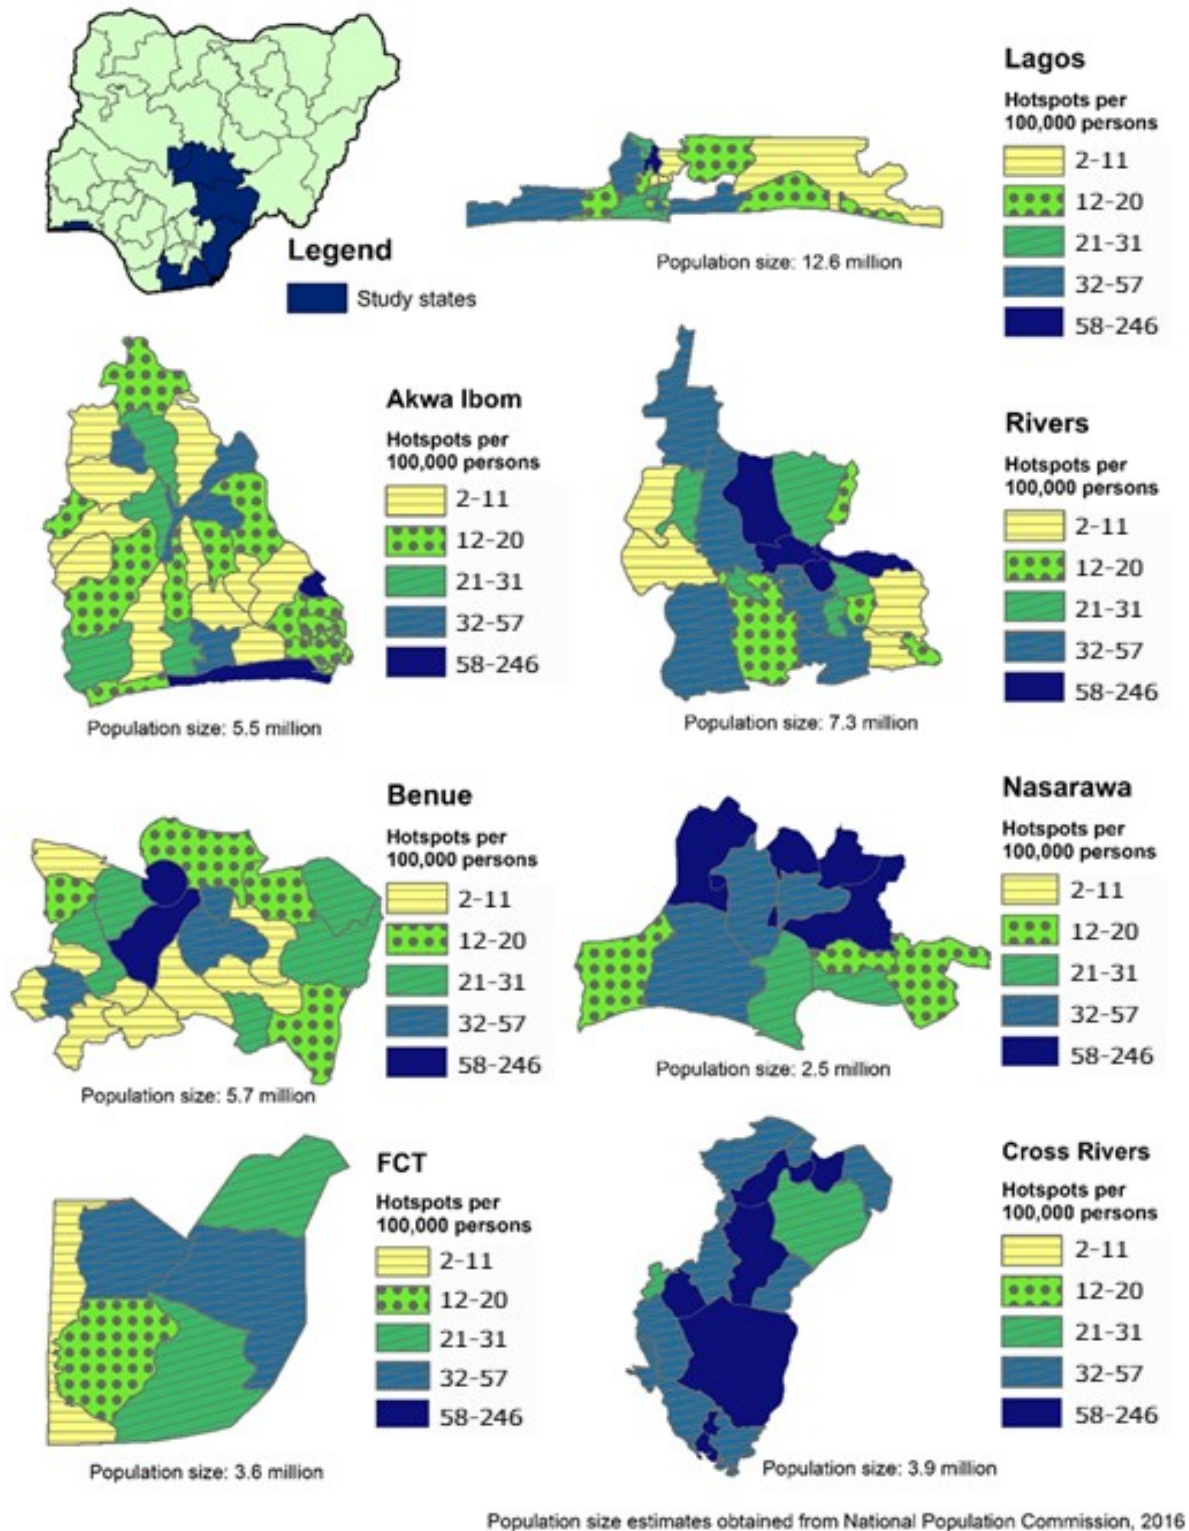 Legend
Study states
Lagos
Hotspots per
100,000 persons
2-11
12-20
21-31
32-57
58-246
Population size: 12.6 million
Akwa Ibom
Hotspots per
100,000 persons
2-11
12-20
21-31
32-57
58-246
Population size: 5.5 million
Rivers
Hotspots per
100,000 persons
2-11
12-20
21-31
32-57
58-246
Population size: 7.3 million
Benue
Hotspots per
100,000 persons
2-11
12-20
21-31
32-57
58-246
Population size: 5.7 million
Nasarawa
Hotspots per
100,000 persons
2-11
12-20
21-31
32-57
58-246
Population size: 2.5 million
FCT
Hotspots per
100,000 persons
2-11
12-20
21-31
32-57
58-246
Population size: 3.6 million
Cross Rivers
Hotspots per
100,000 persons
2-11
12-20
21-31
32-57
58-246
Population size: 3.9 million
Population size estimates obtained from National Population Commission, 2016